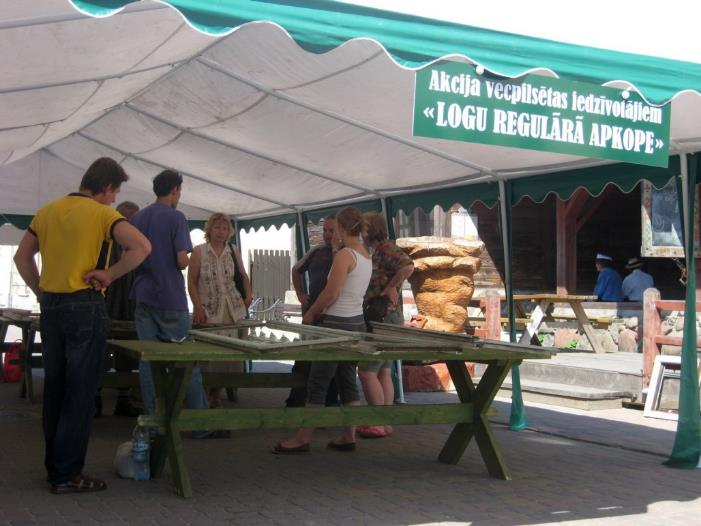 Akcija vecpilsētas iedzīvotājiem
«LOGU REGULĀRĀ APKOPE»